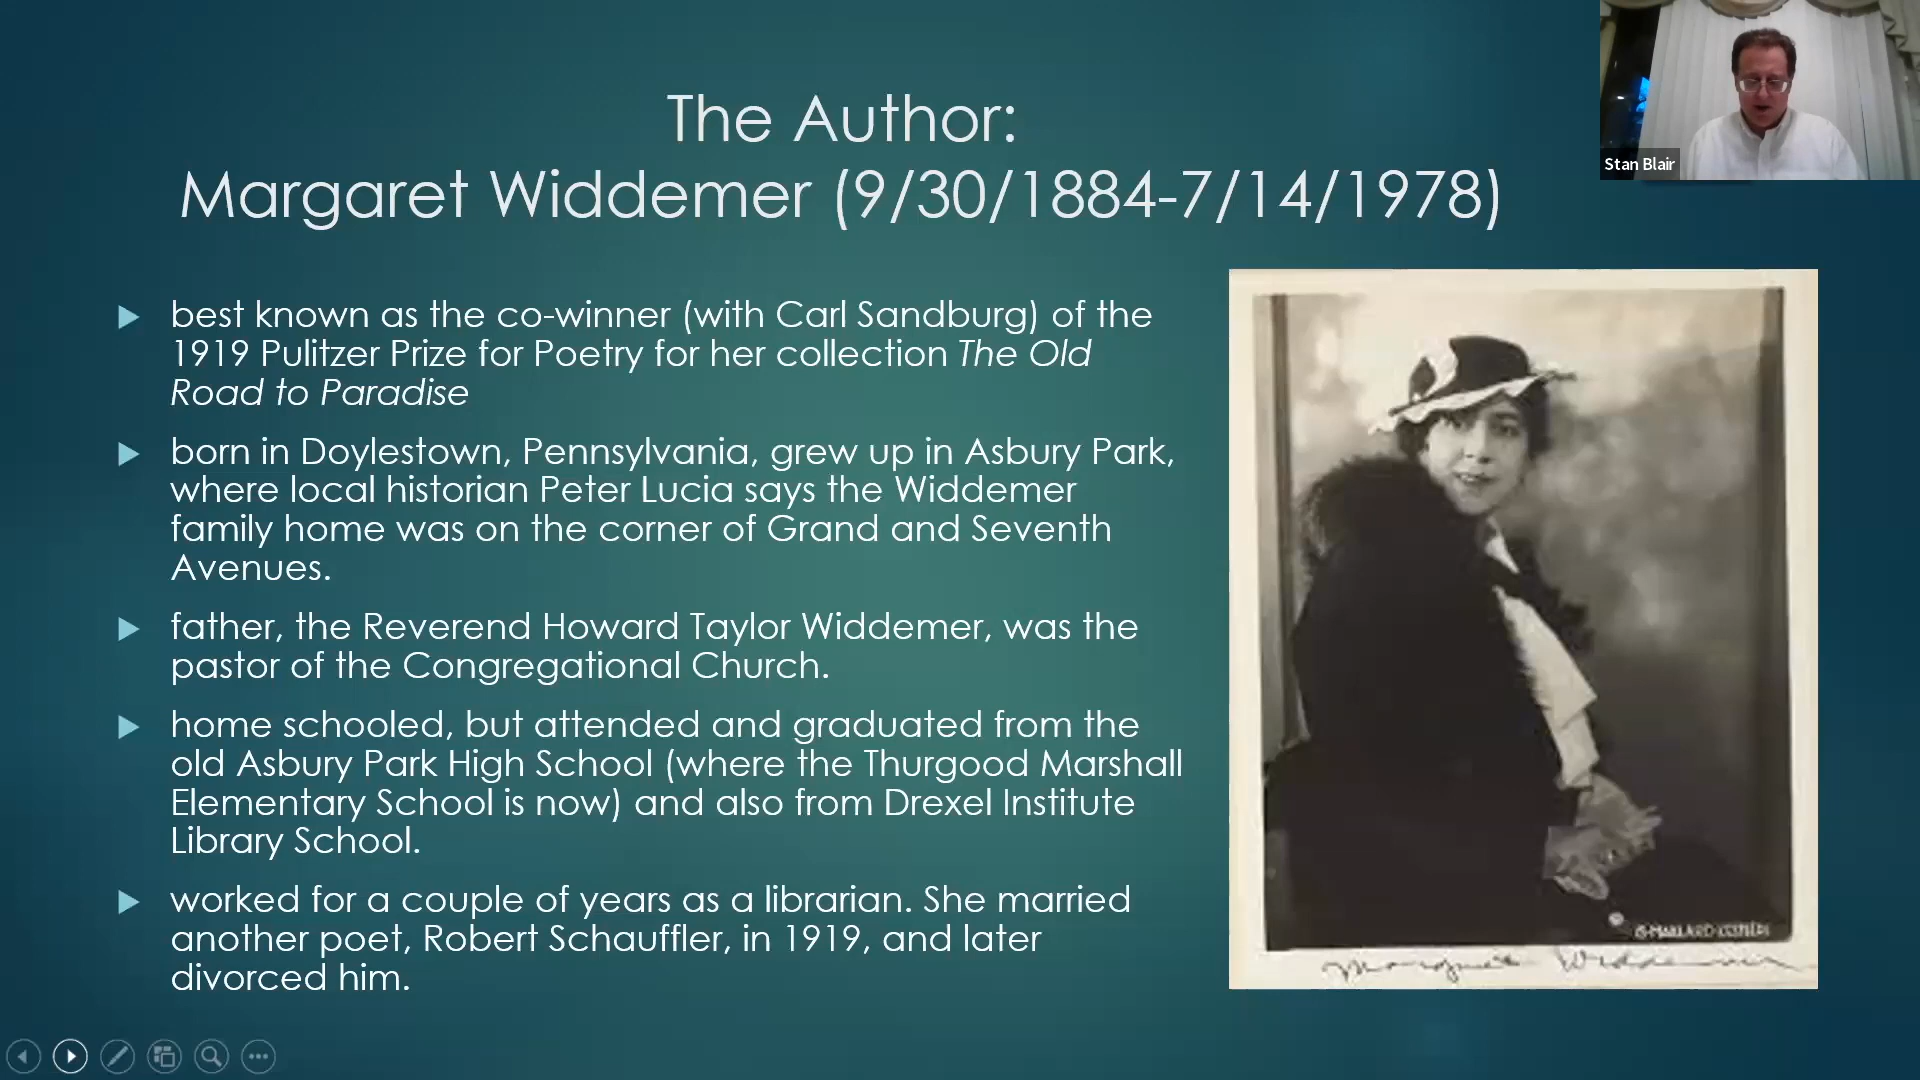 The Author:
Margaret Widdemer (9/30/1884-7/14/1978)
Stan Blair
best known as the co-winner (with Carl Sandburg) of the
1919 Pulitzer Prize for Poetry for her collection The Old
Road to Paradise
born in Doylestown, Pennsylvania, grew up in Asbury Park,
where local historian Peter Lucia says the Widdemer
family home was on the corner of Grand and Seventh
Avenues.
father, the Reverend Howard Taylor Widdemer, was the
pastor of the Congregational Church.
home schooled, but attended and graduated from the
old Asbury Park High School (where the Thurgood Marshall
Elementary School is now) and also from Drexel Institute
Library School.
worked for a couple of years as a librarian. She married
another poet, Robert Schauffler, in 1919, and later
divorced him.
Margaret Widdemer